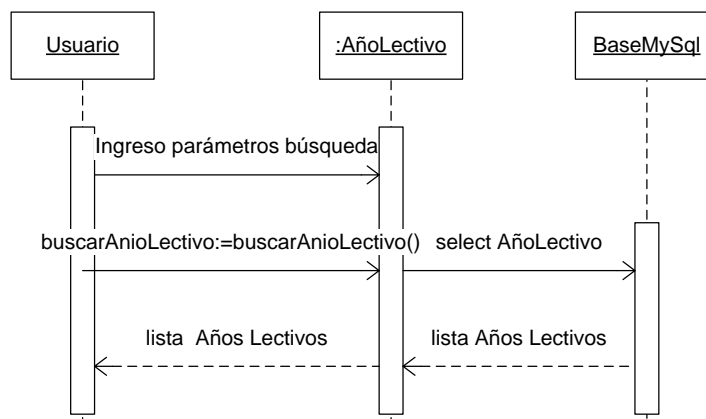 Usuario
:AñoLectivo
BaseMySql
Ingreso parámetros búsqueda
buscarAnioLectivo:=buscarAnioLectivo()
select AñoLectivo
lista Años Lectivos
lista Años Lectivos